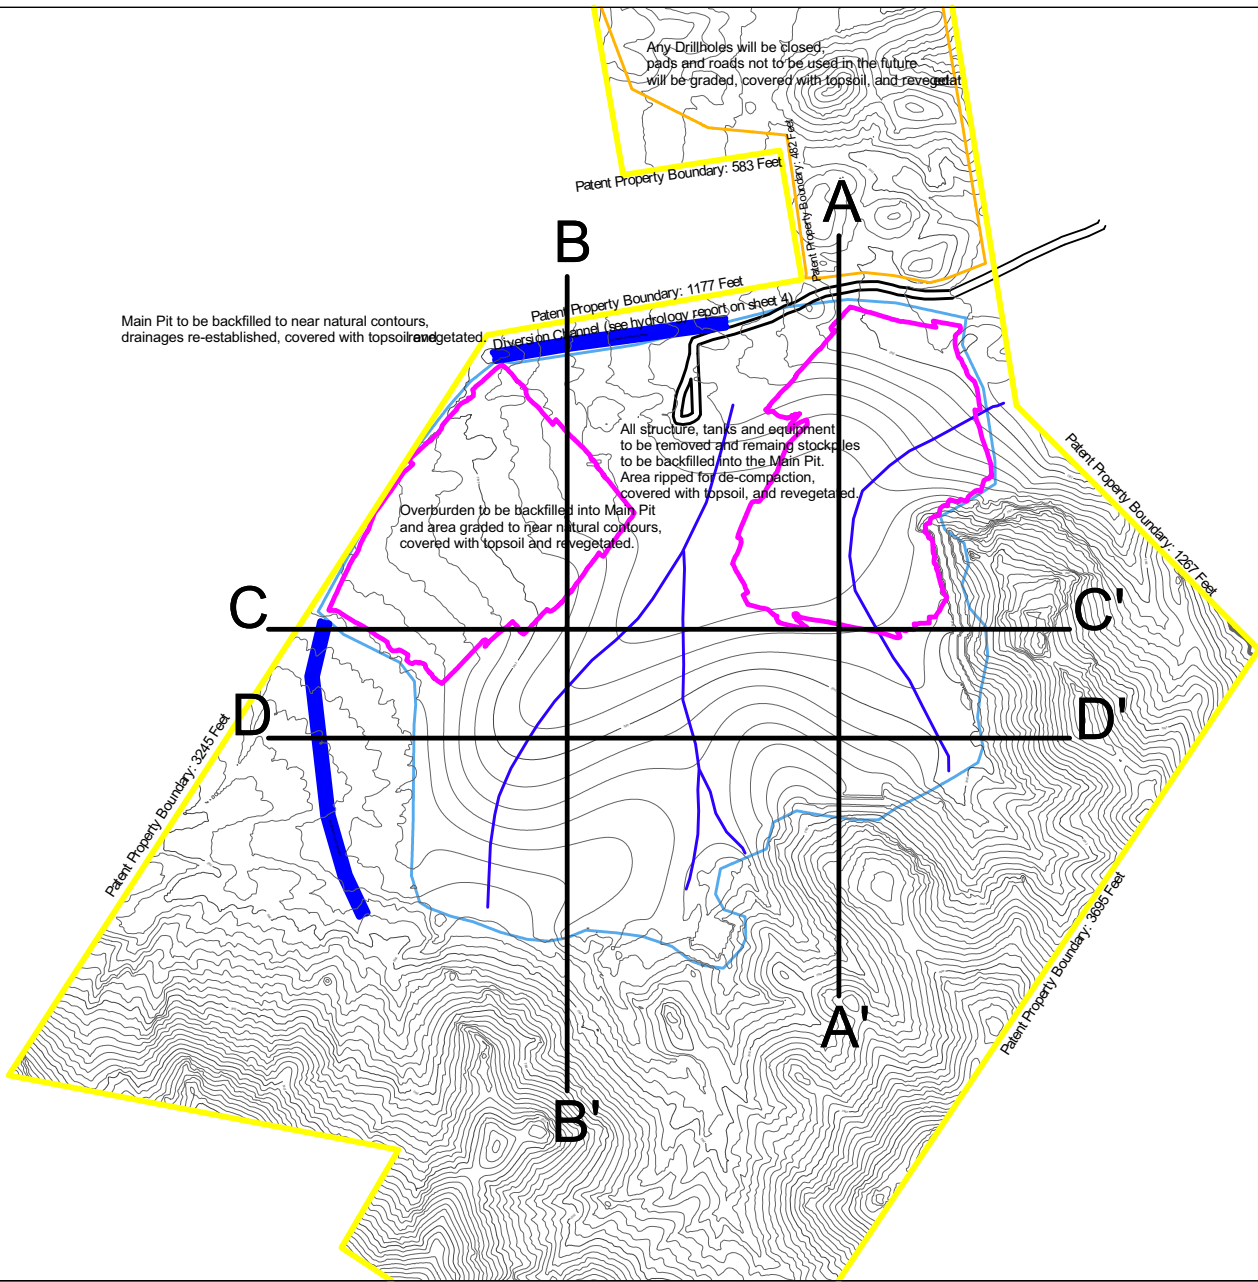 Any Drillholes will be closed,
pads and roads not to be used in the future
will be graded, covered with topsoil, and revegetat
Patent Property Boundary: 583 Feet
Patent Property Boundary: 482 Feet
A
B
Patent Property Boundary: 1177 Feet
Diversion channel (see hydrology report on sheet 4)
Main Pit to be backfilled to near natural contours,
drainages re-established, covered with topsoil and revegetated.
All structure, tanks and equipment
to be removed and remaing stockpiles
to be backfilled into the Main Pit.
Area ripped for de-compaction,
covered with topsoil, and revegetated.
Overburden to be backfilled into Main Pit
and area graded to near natural contours,
covered with topsoil and revegetated.
Patent Property Boundary: 1267 Feet
C
C'
D
D'
Patent Property Boundary: 3245 Feet
Patent Property Boundary: 3695 Feet
A'
B'